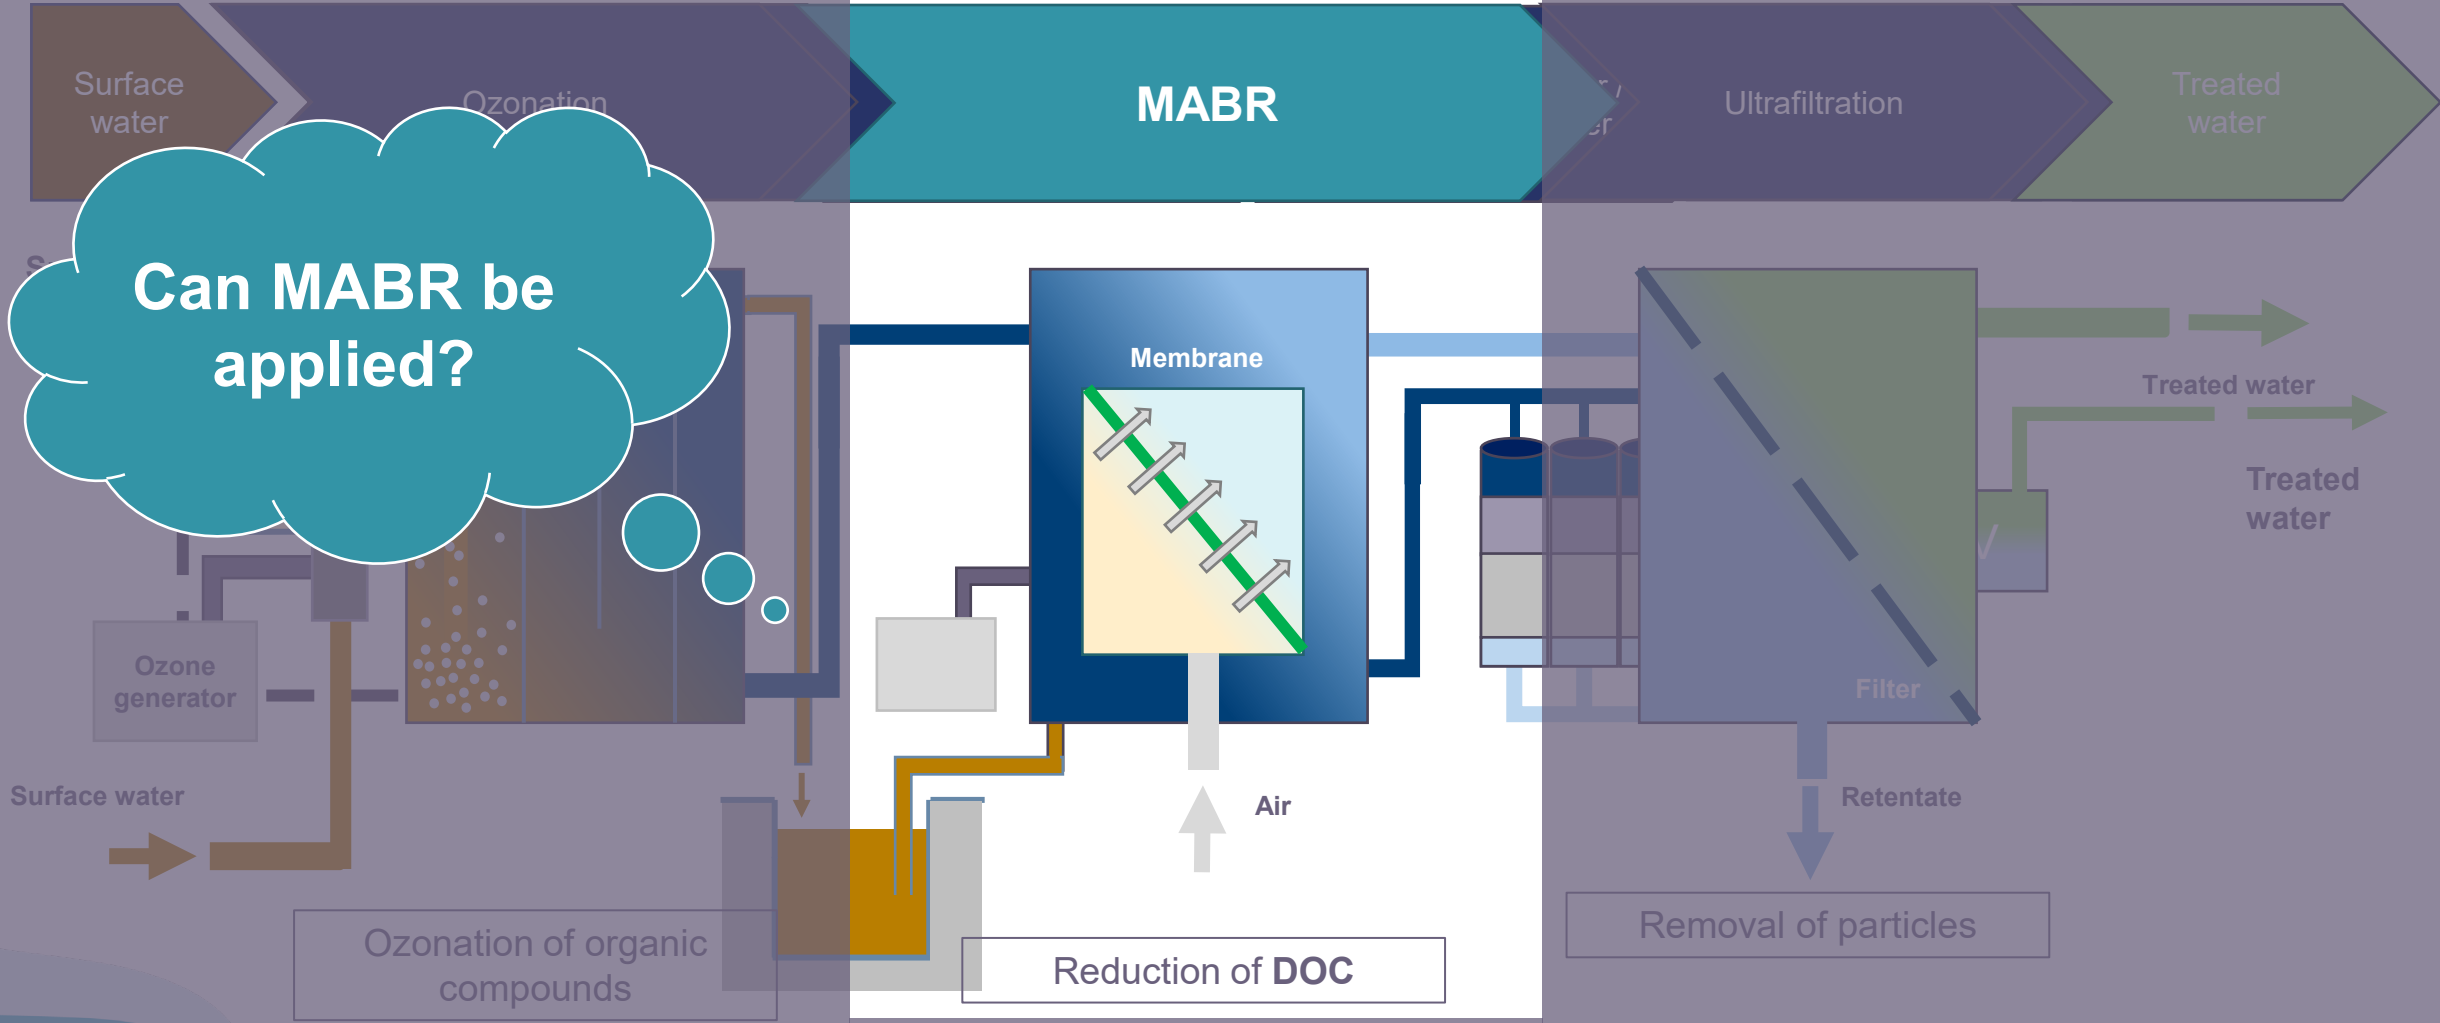 Surface
water
Ozonation
MABR
Ultrafiltration
Treated
water
Can MABR be
applied?
Membrane
Treated water
Treated
water
Ozone
generator
Filter
Surface water
Air
Retentate
Ozonation of organic
compounds
Reduction of DOC
Removal of particles